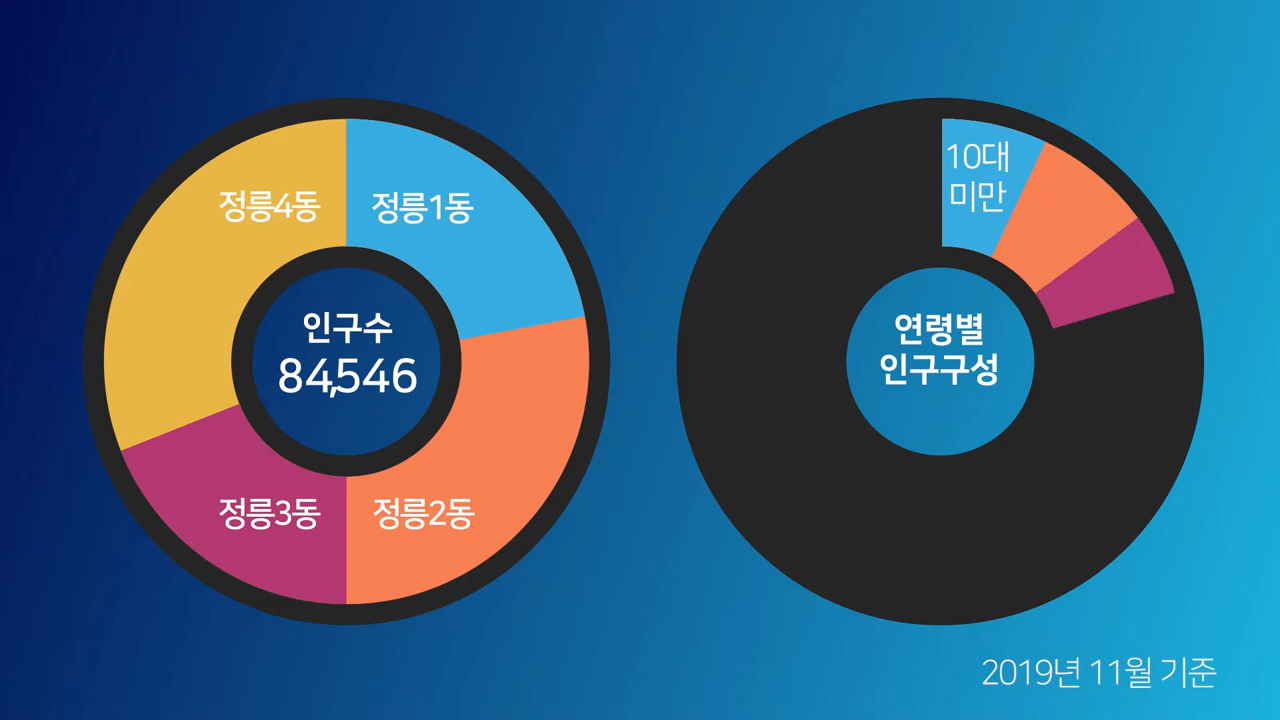 정릉4동
정릉1동
인구수
84,546
정릉3동
정릉2동
10대
미만
연령별
인구구성
2019년 11월 기준